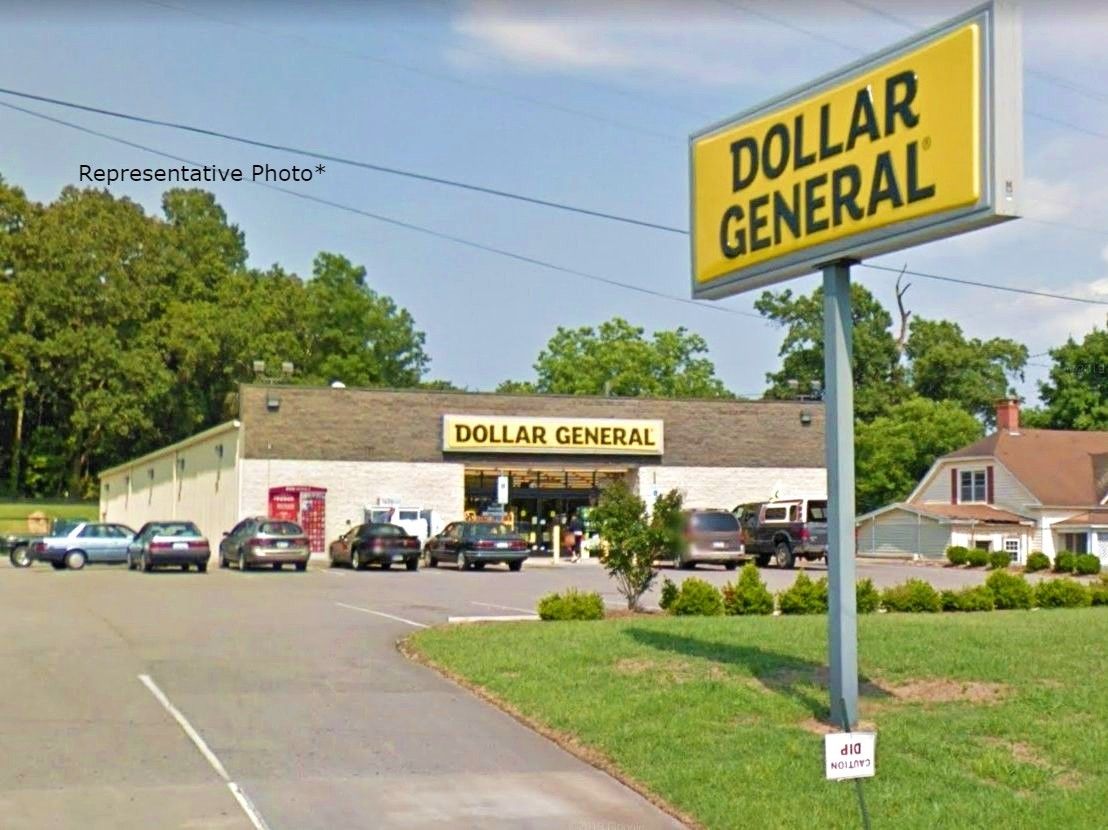 Representative Photo*
DOLLAR
GENERAL
DOLLAR GENERAL
CAUTION
DIP